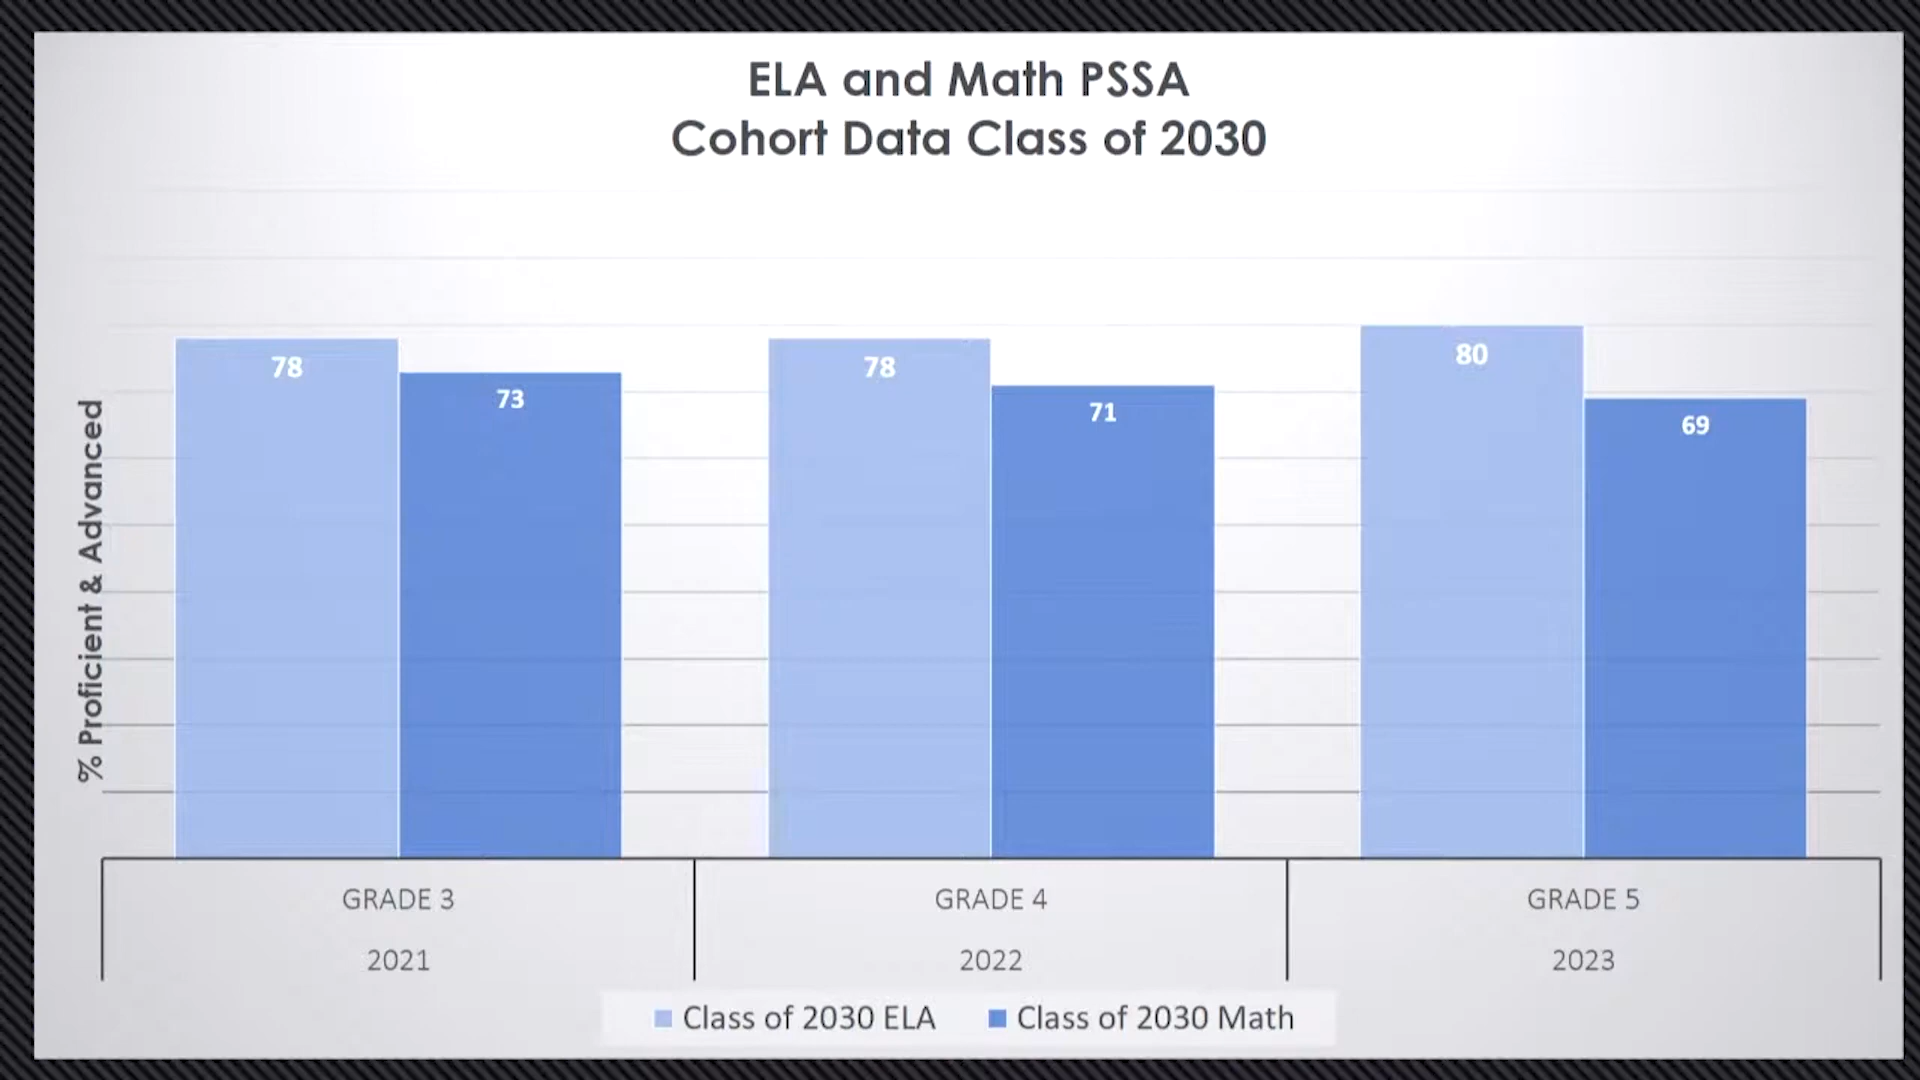 ELA and Math PSSA
Cohort Data Class of 2030
% Proficient & Advanced
78
73
78
71
80
69
GRADE 3
GRADE 4
GRADE 5
2021
2022
2023
Class of 2030 ELA
Class of 2030 Math